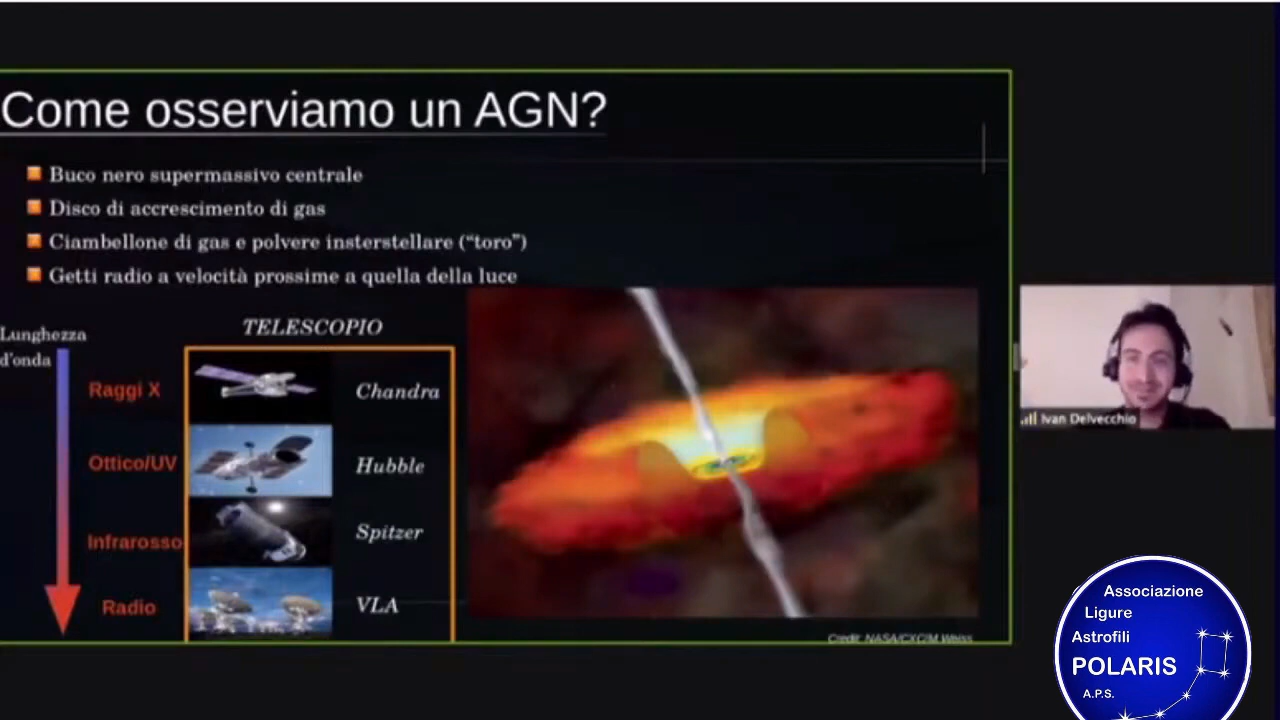 Come osserviamo un AGN?
Buco nero supermassivo centrale
Disco di accrescimento di gas
Ciambellone di gas e polvere insterstellare (“toro”)
Getti radio a velocità prossime a quella della luce
Lunghezza
d'onda
TELESCOPIO
Raggi X
Chandra
Ottico/UV
Hubble
Infrarosso
Spitzer
Radio
VLA
Credit: NASA/CXC/M.Weiss
Ivan Delvecchio
Associazione
Ligure
Astrofili
POLARIS
A.P.S.